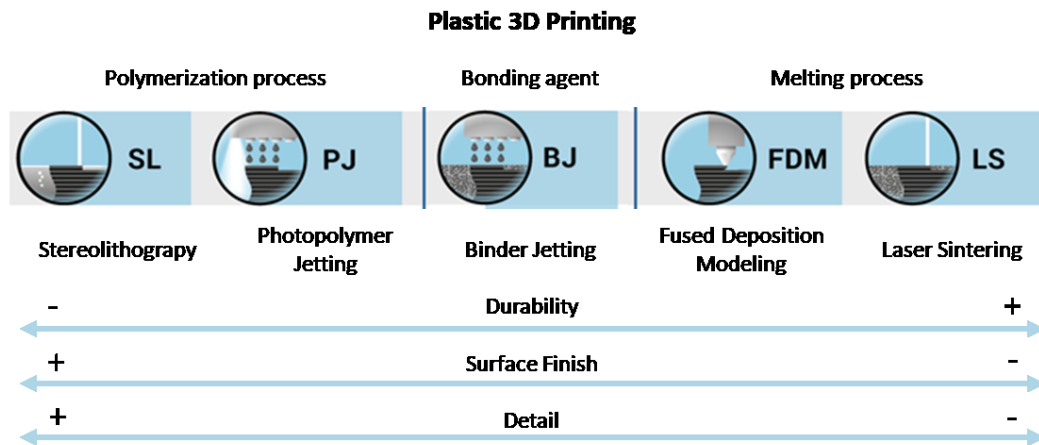 Plastic 3D Printing
Polymerization process
Bonding agent
Melting process
SL
PJ
BJ
FDM
LS
Stereolithograpy
Photopolymer
Jetting
Binder Jetting
Fused Deposition
Modeling
Laser Sintering
- Durability +
+ Surface Finish -
+ Detail -